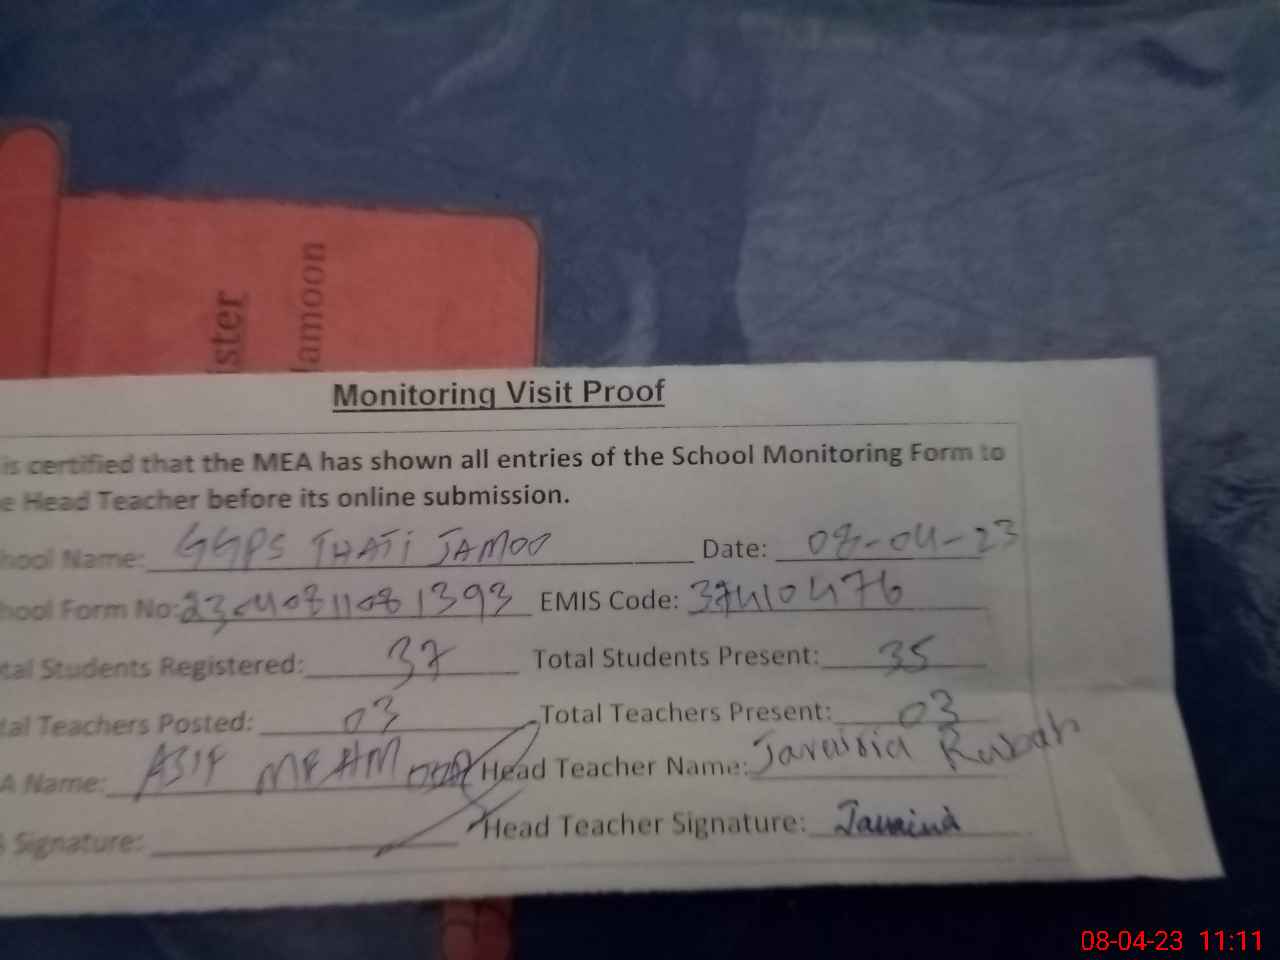 ister
Jamoon
Monitoring Visit Proof
is certified that the MEA has shown all entries of the School Monitoring Form to
e Head Teacher before its online submission.
hool Name: GGPS THATI JAMOO Date: 08-04-23
hool Form No: EMIS Code: 37410476
tal Students Registered: 37 Total Students Present: 35
tal Teachers Posted: 03 Total Teachers Present: 03
A Name: ASIF MEHMOOD Head Teacher Name: Javairia
Signature: Head Teacher Signature: Javairia
08-04-23 11:11